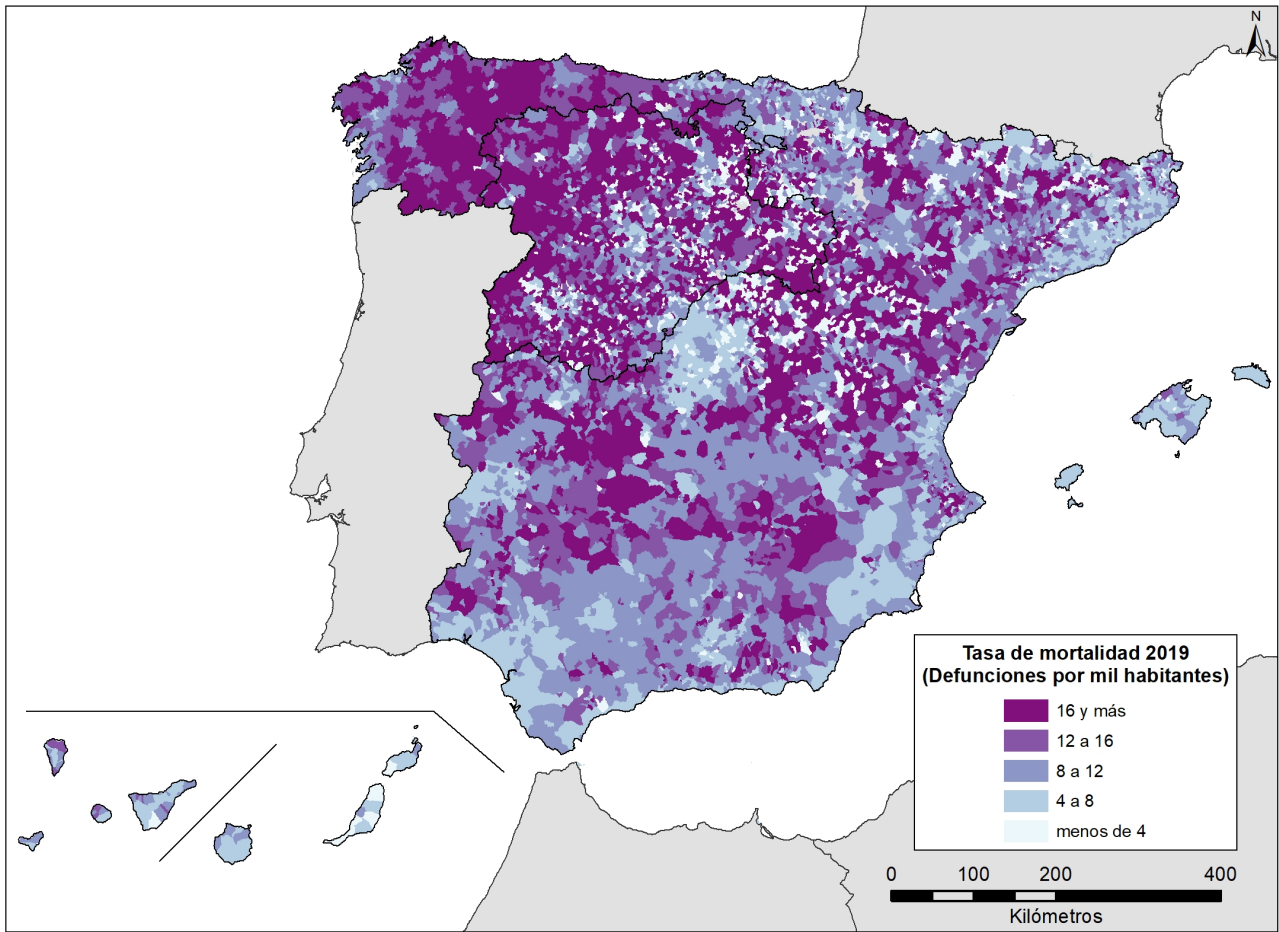 N
Tasa de mortalidad 2019
(Defunciones por mil habitantes)
16 y más
12 a 16
8 a 12
4 a 8
menos de 4
0 100 200 400
Kilómetros